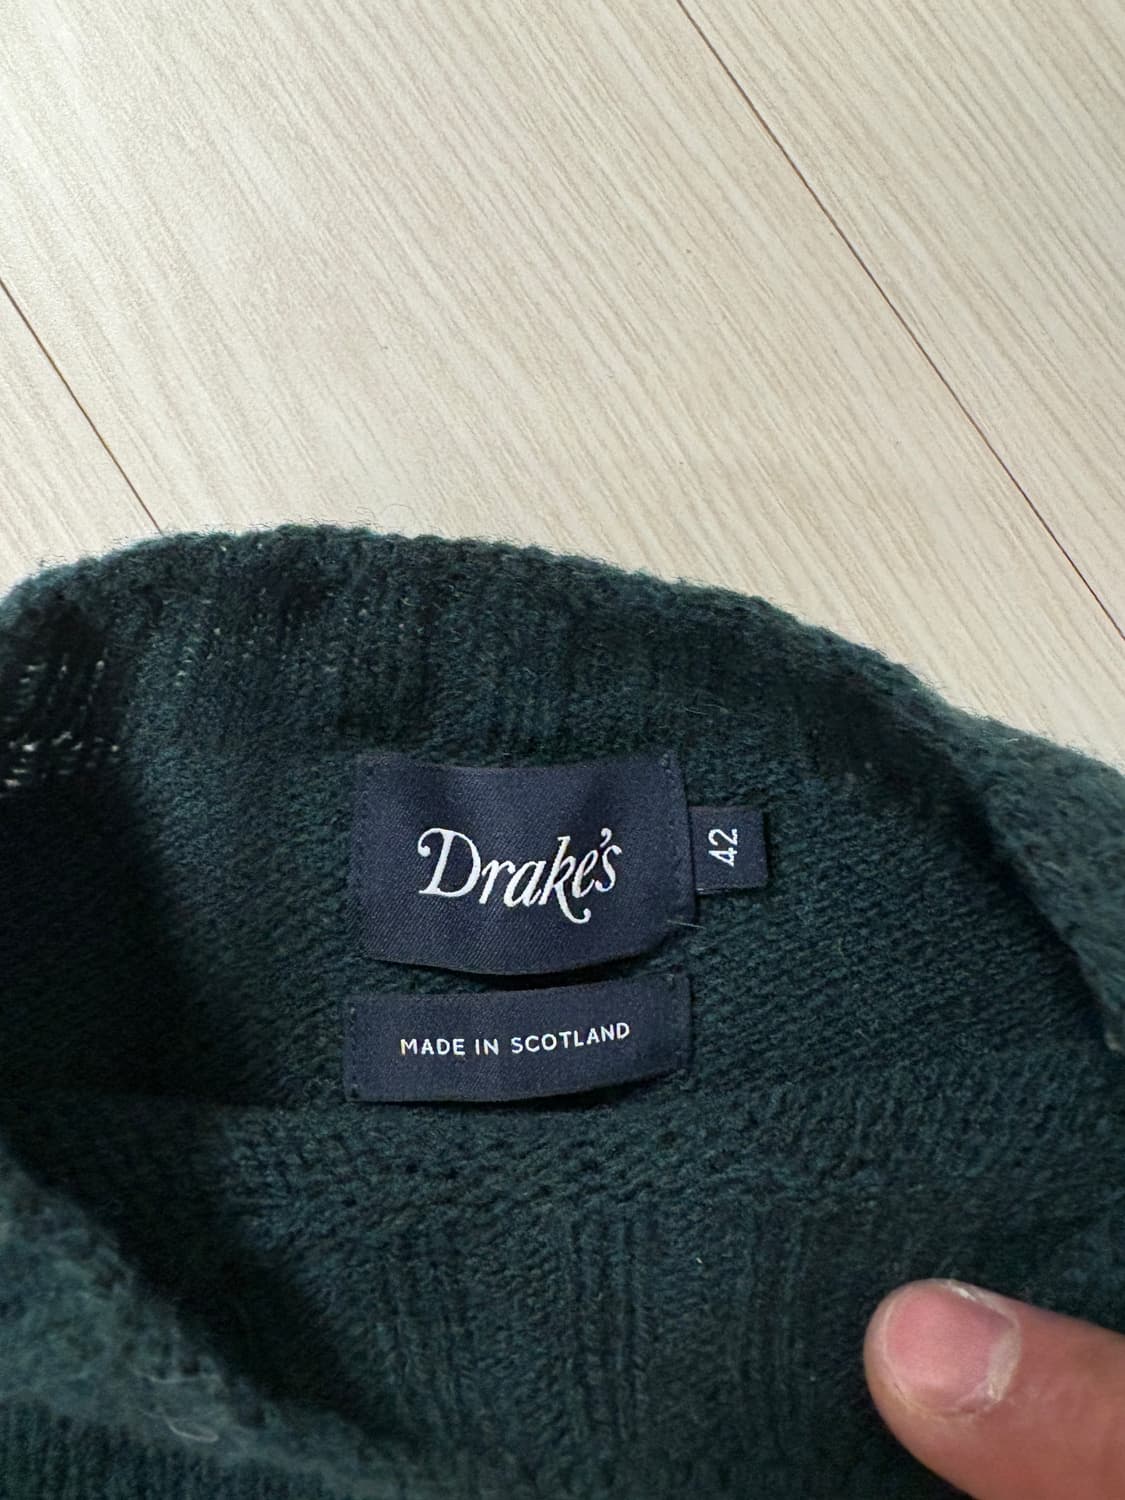 Drake's
42
MADE IN SCOTLAND